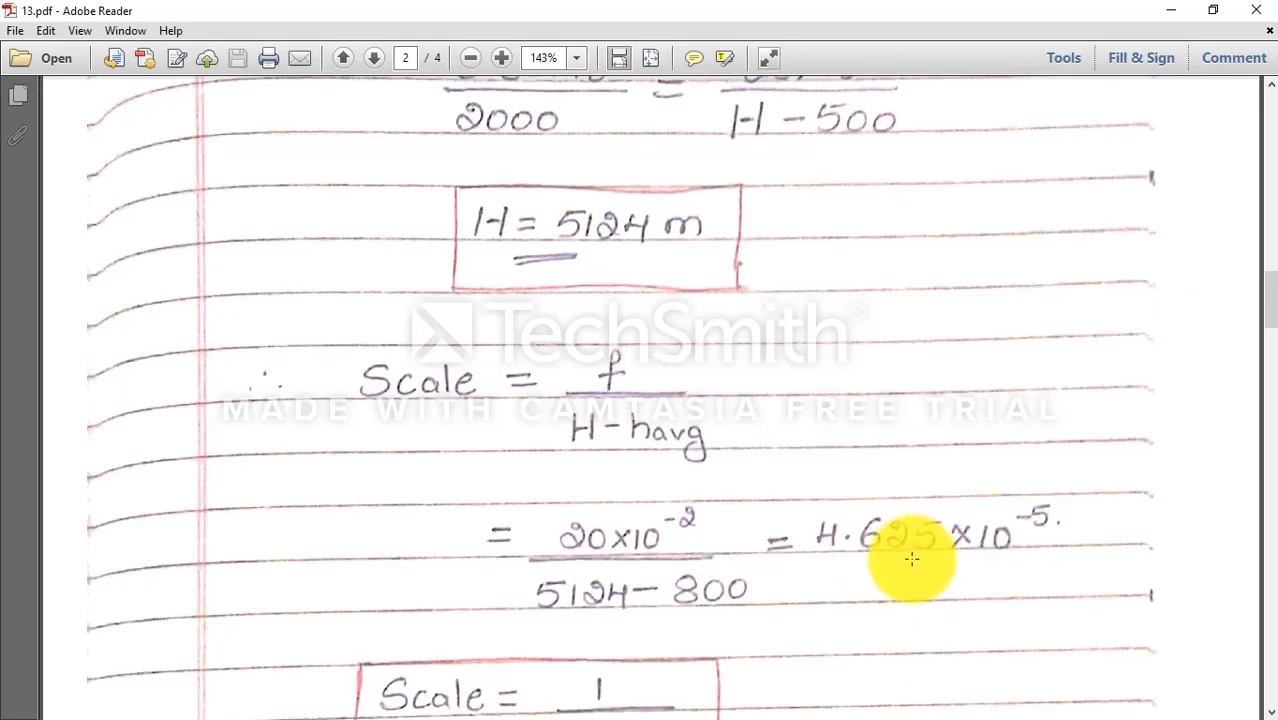 13.pdf - Adobe Reader
File Edit View Window Help
Open 2 / 4 143% Tools Fill & Sign Comment
2000 = H - 500
H = 5124 m
TechSmith®
MADE WITH CAMTASIA FREE TRIAL
∴ Scale = f
H - havg
= 20×10⁻² = 4.625×10⁻⁵.
5124 - 800
Scale = 1